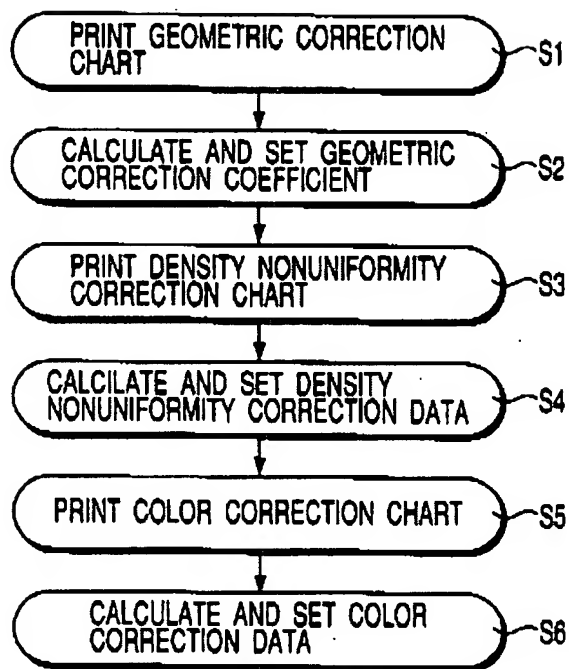 PRINT GEOMETRIC CORRECTION
CHART
S1
CALCULATE AND SET GEOMETRIC
CORRECTION COEFFICIENT
S2
PRINT DENSITY NONUNIFORMITY
CORRECTION CHART
S3
CALCILATE AND SET DENSITY
NONUNIFORMITY CORRECTION DATA
S4
PRINT COLOR CORRECTION CHART
S5
CALCULATE AND SET COLOR
CORRECTION DATA
S6